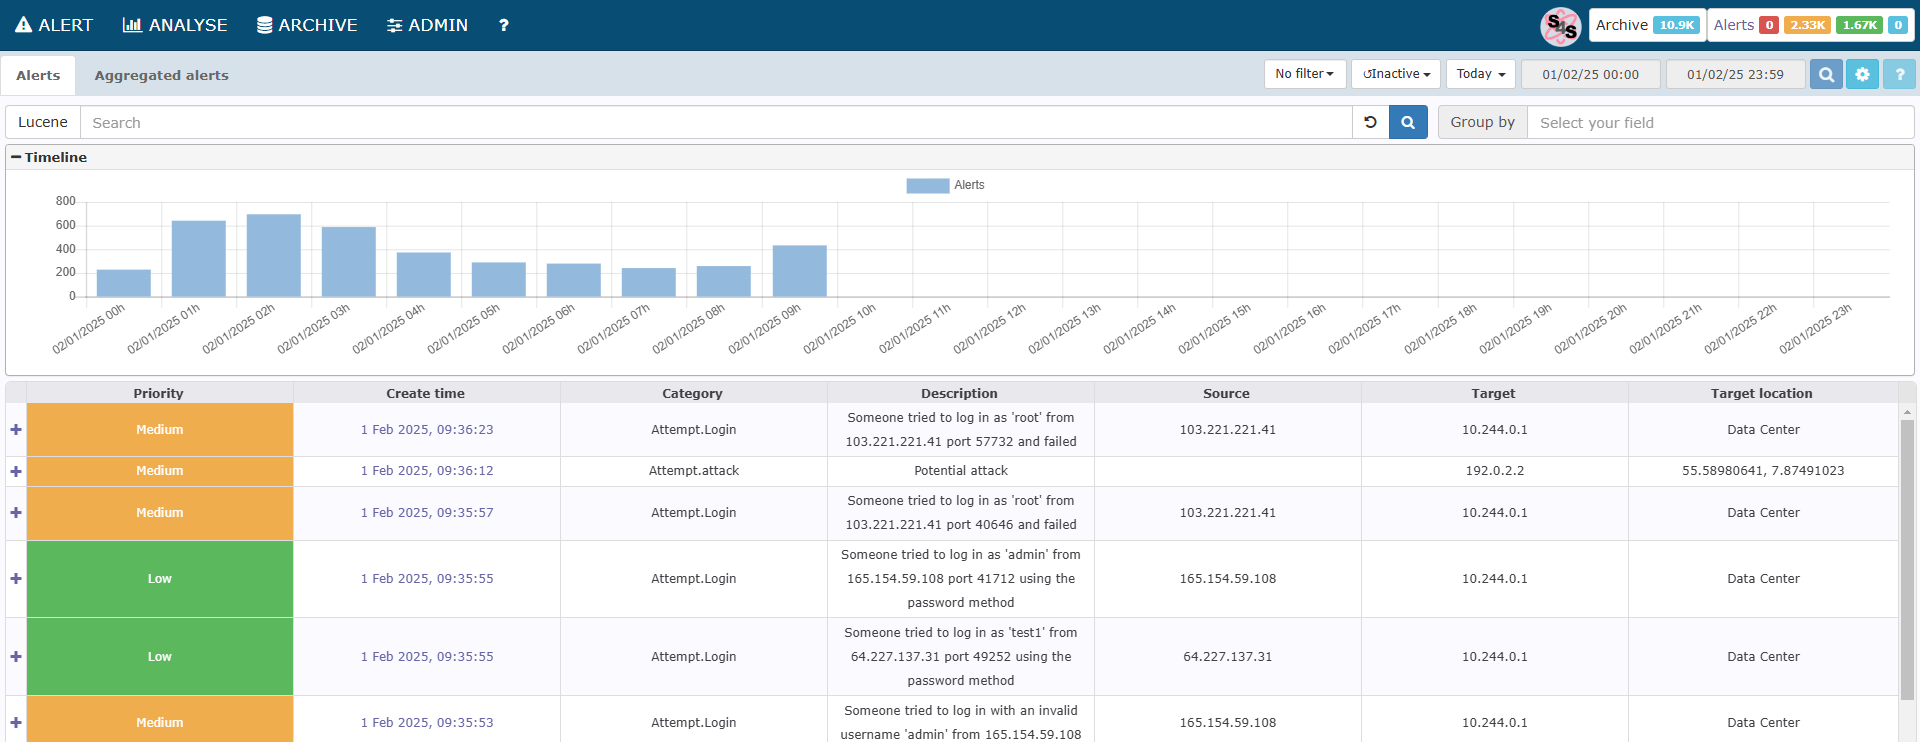 ALERT ANALYSE ARCHIVE ADMIN ? S4S Archive 10.9K Alerts 0 2.33K 1.67K 0
Alerts Aggregated alerts No filter Inactive Today 01/02/25 00:00 01/02/25 23:59 ?
Lucene Search Group by Select your field
Timeline
Alerts
800
600
400
200
0
02/01/2025 00h 02/01/2025 01h 02/01/2025 02h 02/01/2025 03h 02/01/2025 04h 02/01/2025 05h 02/01/2025 06h 02/01/2025 07h 02/01/2025 08h 02/01/2025 09h 02/01/2025 10h 02/01/2025 11h 02/01/2025 12h 02/01/2025 13h 02/01/2025 14h 02/01/2025 15h 02/01/2025 16h 02/01/2025 17h 02/01/2025 18h 02/01/2025 19h 02/01/2025 20h 02/01/2025 21h 02/01/2025 22h 02/01/2025 23h
Priority Create time Category Description Source Target Target location
Medium 1 Feb 2025, 09:36:23 Attempt.Login Someone tried to log in as 'root' from
103.221.221.41 port 57732 and failed 103.221.221.41 10.244.0.1 Data Center
Medium 1 Feb 2025, 09:36:12 Attempt.attack Potential attack 192.0.2.2 55.58980641, 7.87491023
Medium 1 Feb 2025, 09:35:57 Attempt.Login Someone tried to log in as 'root' from
103.221.221.41 port 40646 and failed 103.221.221.41 10.244.0.1 Data Center
Low 1 Feb 2025, 09:35:55 Attempt.Login Someone tried to log in as 'admin' from
165.154.59.108 port 41712 using the
password method 165.154.59.108 10.244.0.1 Data Center
Low 1 Feb 2025, 09:35:55 Attempt.Login Someone tried to log in as 'test1' from
64.227.137.31 port 49252 using the
password method 64.227.137.31 10.244.0.1 Data Center
Medium 1 Feb 2025, 09:35:53 Attempt.Login Someone tried to log in with an invalid
username 'admin' from 165.154.59.108 165.154.59.108 10.244.0.1 Data Center